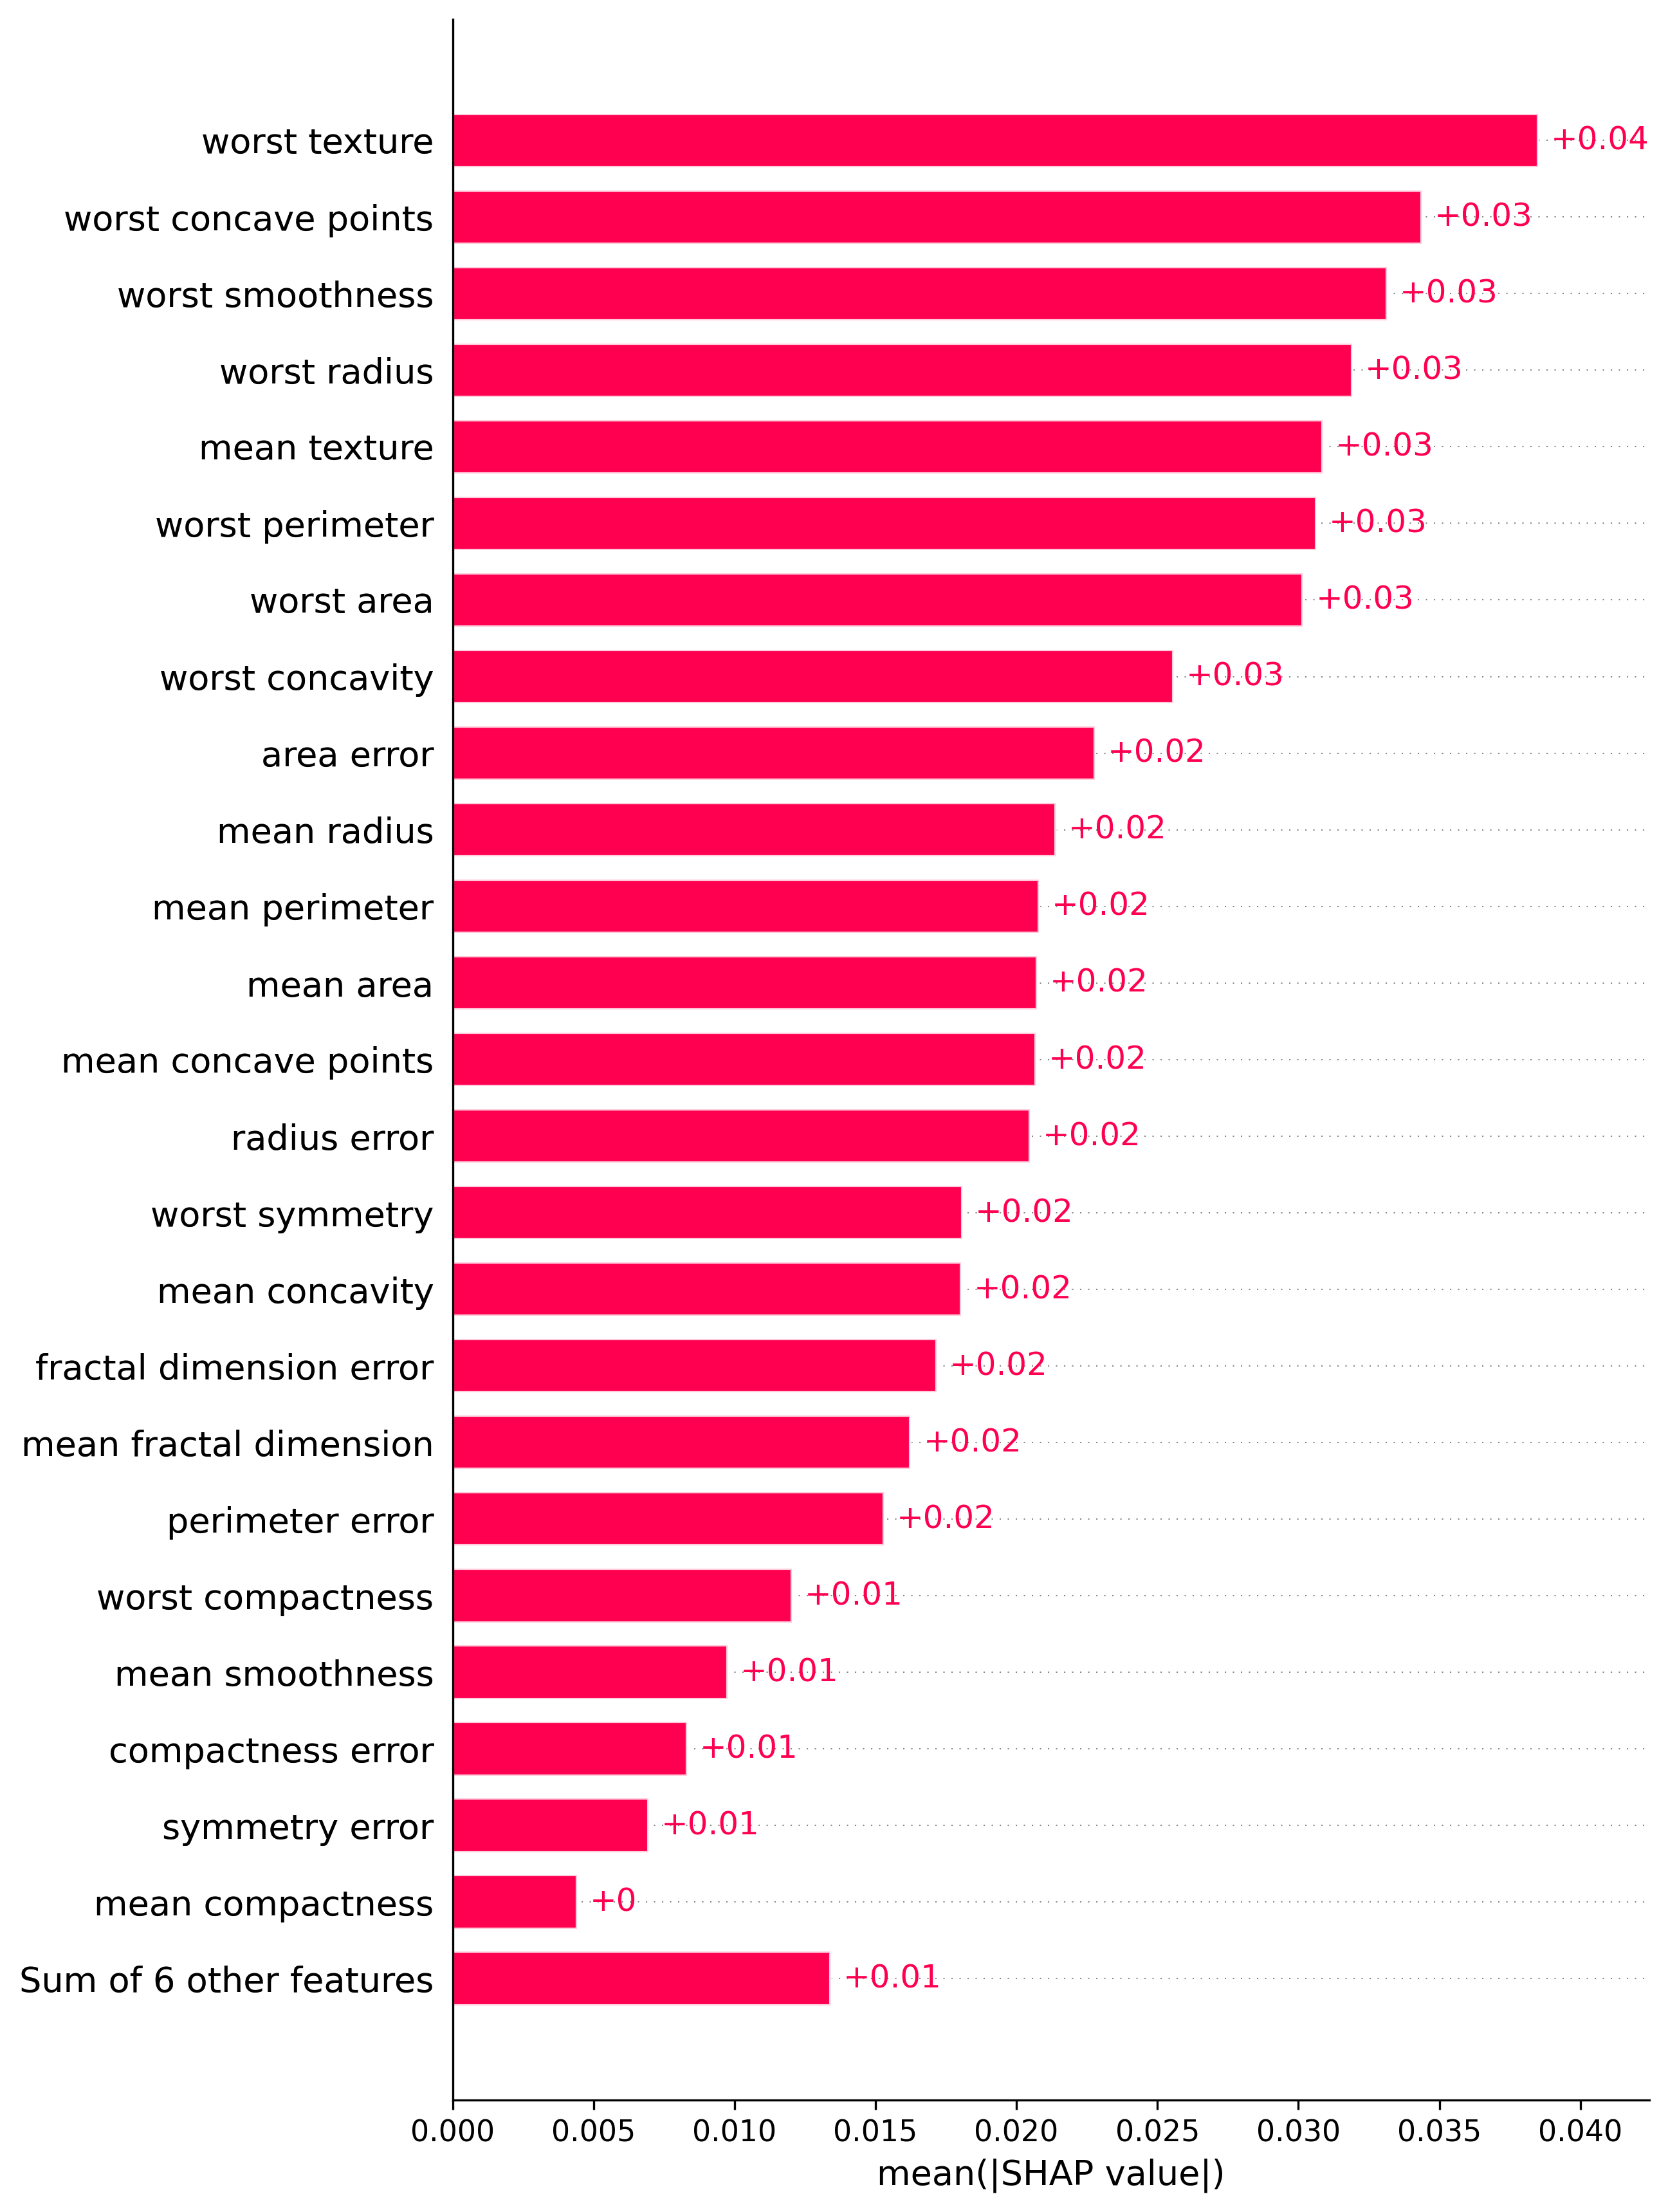 worst texture +0.04
worst concave points +0.03
worst smoothness +0.03
worst radius +0.03
mean texture +0.03
worst perimeter +0.03
worst area +0.03
worst concavity +0.03
area error +0.02
mean radius +0.02
mean perimeter +0.02
mean area +0.02
mean concave points +0.02
radius error +0.02
worst symmetry +0.02
mean concavity +0.02
fractal dimension error +0.02
mean fractal dimension +0.02
perimeter error +0.02
worst compactness +0.01
mean smoothness +0.01
compactness error +0.01
symmetry error +0.01
mean compactness +0
Sum of 6 other features +0.01
0.000 0.005 0.010 0.015 0.020 0.025 0.030 0.035 0.040
mean(|SHAP value|)